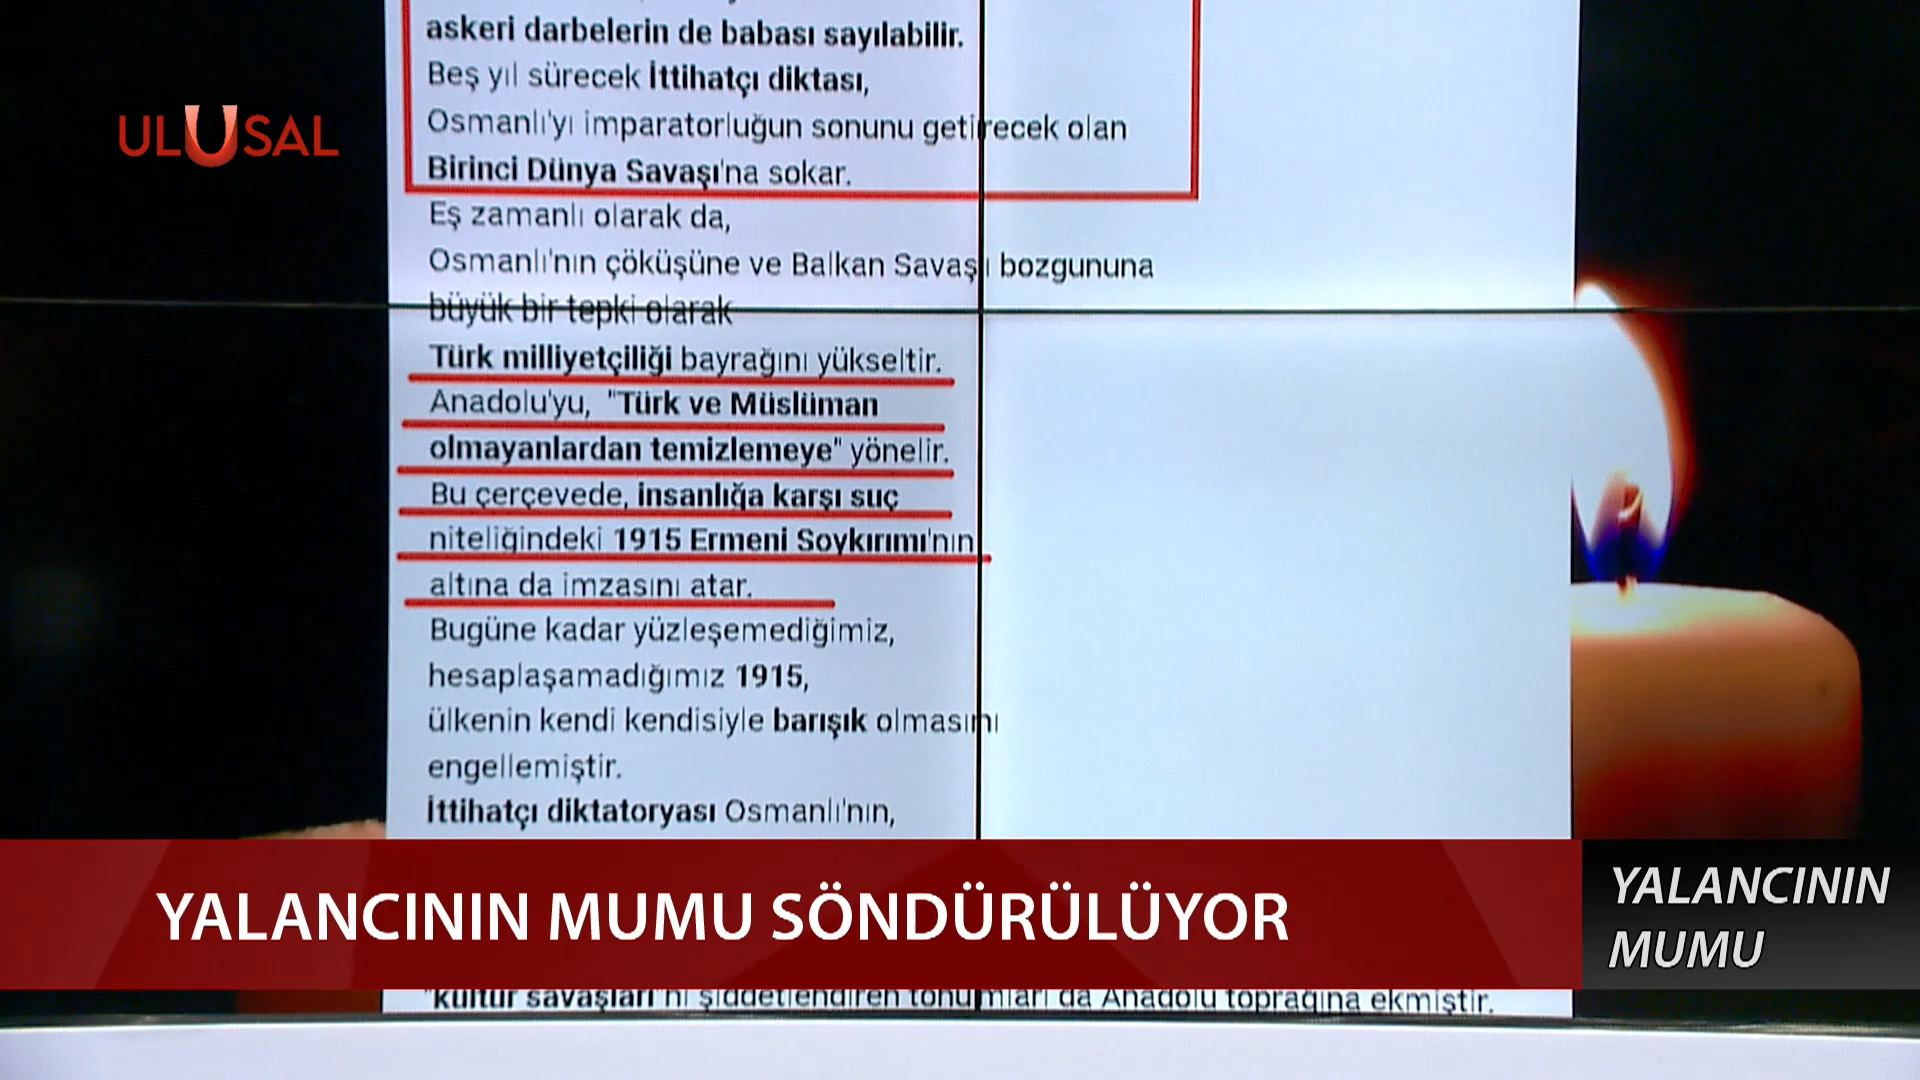 askeri darbelerin de babası sayılabilir.
Beş yıl sürecek İttihatçı diktası,
Osmanlı'yı imparatorluğun sonunu getirecek olan
Birinci Dünya Savaşı'na sokar.
Eş zamanlı olarak da,
Osmanlı'nın çöküşüne ve Balkan Savaşı bozgununa
büyük bir tepki olarak
Türk milliyetçiliği bayrağını yükseltir.
Anadolu'yu, "Türk ve Müslüman
olmayanlardan temizlemeye" yönelir.
Bu çerçevede, insanlığa karşı suç
niteliğindeki 1915 Ermeni Soykırımı'nın
altına da imzasını atar.
Bugüne kadar yüzleşemediğimiz,
hesaplaşamadığımız 1915,
ülkenin kendi kendisiyle barışık olmasını
engellemiştir.
İttihatçı diktatoryası Osmanlı'nın,
"kültür savaşları"nı şiddetlendiren tohumları da Anadolu toprağına ekmiştir.
ULUSAL
YALANCININ MUMU SÖNDÜRÜLÜYOR
YALANCININ
MUMU